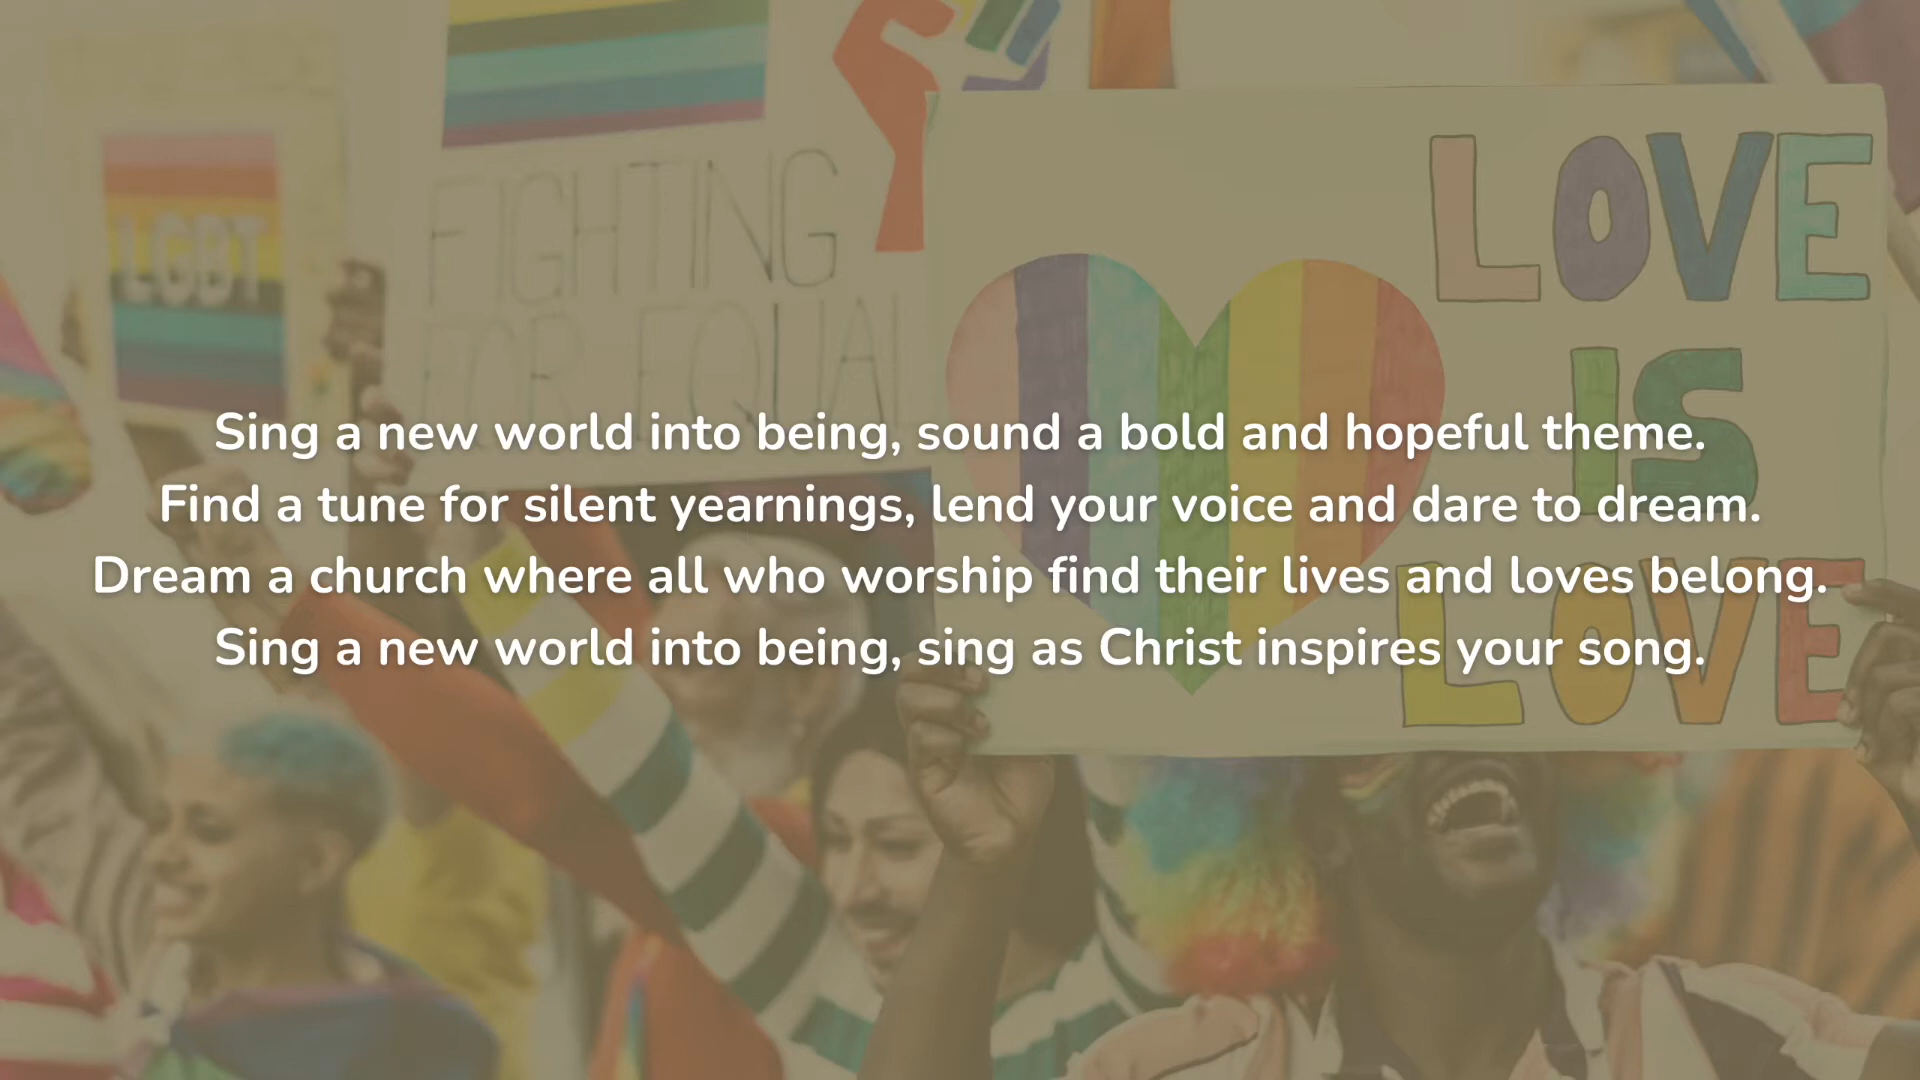 LGBT
FIGHTING
FOR EQUAL
LOVE
IS
LOVE
Sing a new world into being, sound a bold and hopeful theme.
Find a tune for silent yearnings, lend your voice and dare to dream.
Dream a church where all who worship find their lives and loves belong.
Sing a new world into being, sing as Christ inspires your song.